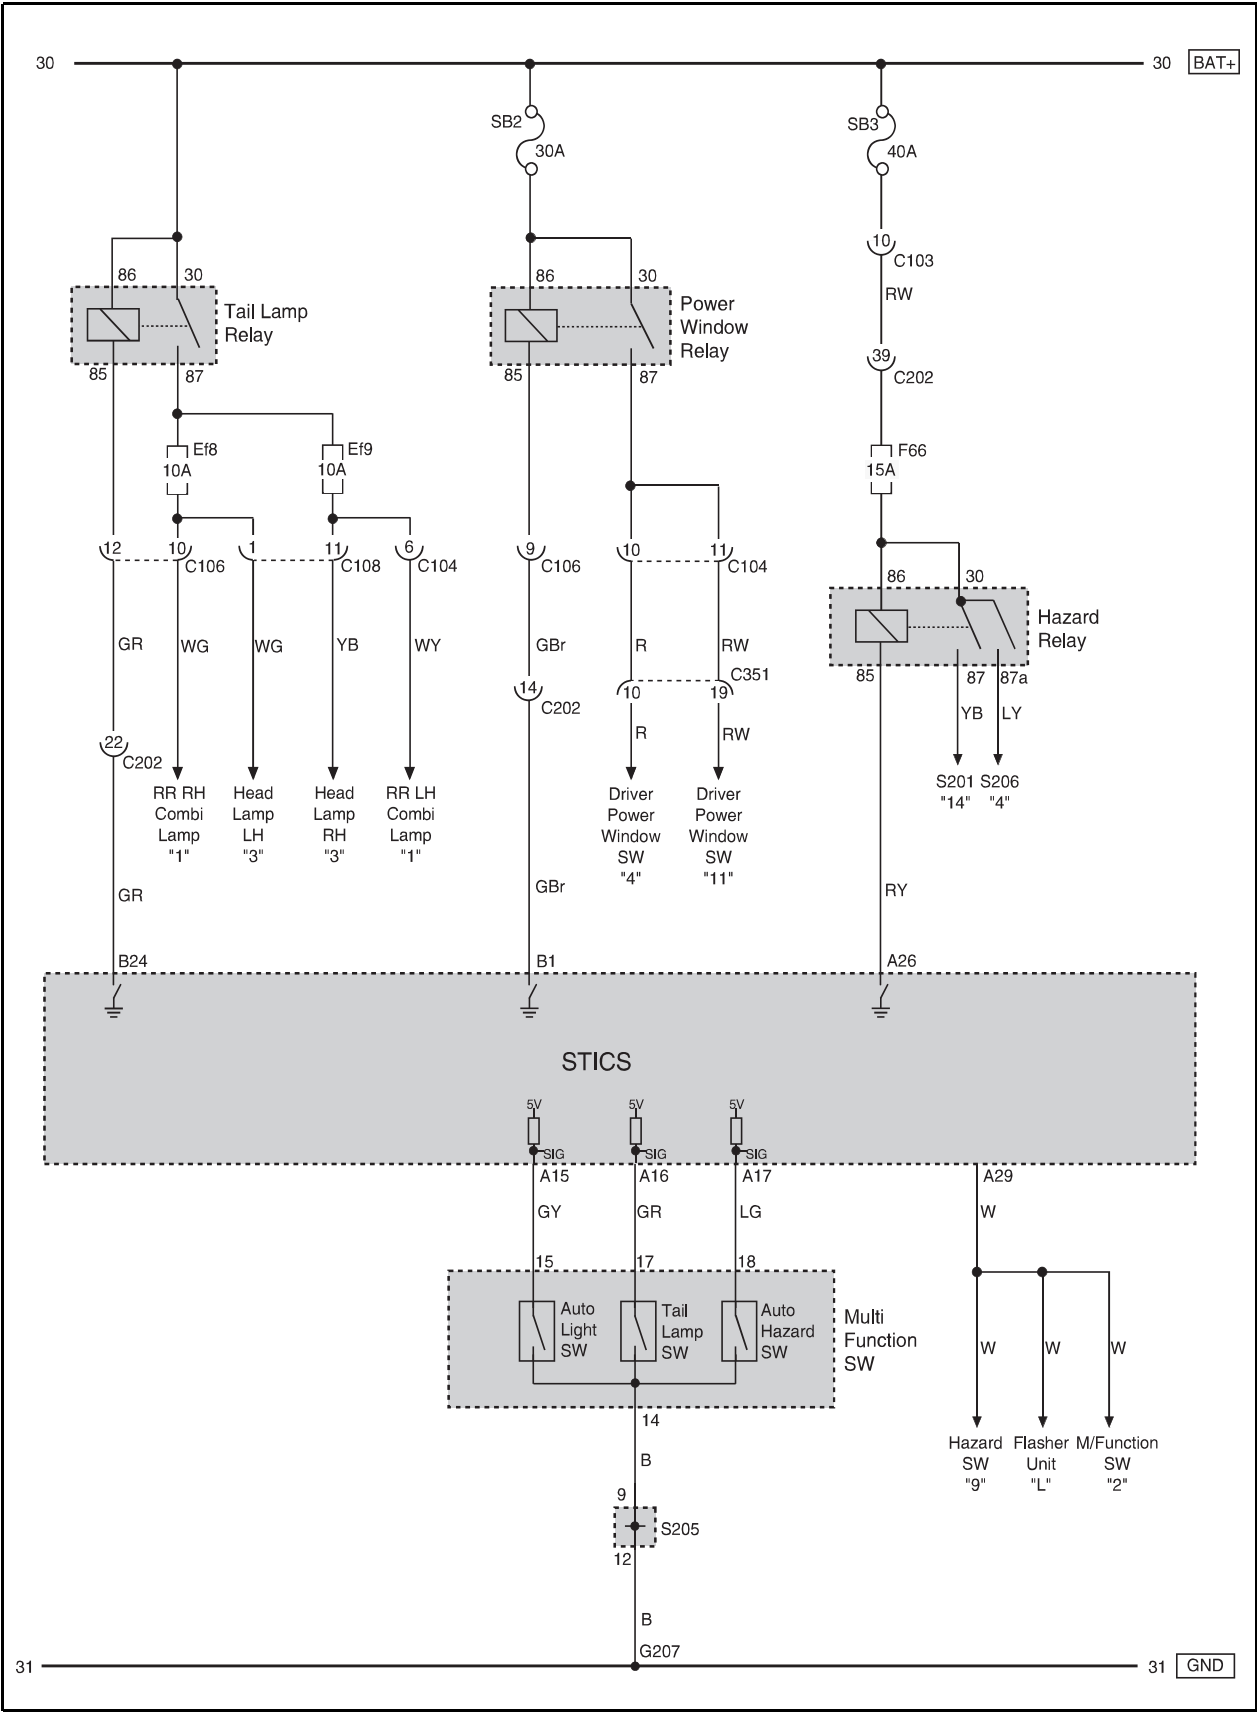 30
30 BAT+
SB2
30A
SB3
40A
10
C103
RW
39
C202
86 30
Tail Lamp
Relay
85 87
86 30
Power
Window
Relay
85 87
Ef8
10A
Ef9
10A
F66
15A
12 10 C106
1 11 C108
6 C104
9 C106
10 11 C104
86 30
Hazard
Relay
85 87 87a
GR WG WG YB WY
GBr R RW
C351
14
C202
10 19
R RW
YB LY
22
C202
RR RH
Combi
Lamp
"1"
Head
Lamp
LH
"3"
Head
Lamp
RH
"3"
RR LH
Combi
Lamp
"1"
Driver
Power
Window
SW
"4"
Driver
Power
Window
SW
"11"
S201
"14"
S206
"4"
GR
GBr
RY
B24
B1
A26
STICS
5V 5V 5V
SIG SIG SIG
A15 A16 A17 A29
GY GR LG W
15 17 18
Auto
Light
SW
Tail
Lamp
SW
Auto
Hazard
SW
Multi
Function
SW
W W W
14
B
Hazard
SW
"9"
Flasher
Unit
"L"
M/Function
SW
"2"
9
S205
12
B
G207
31
31 GND